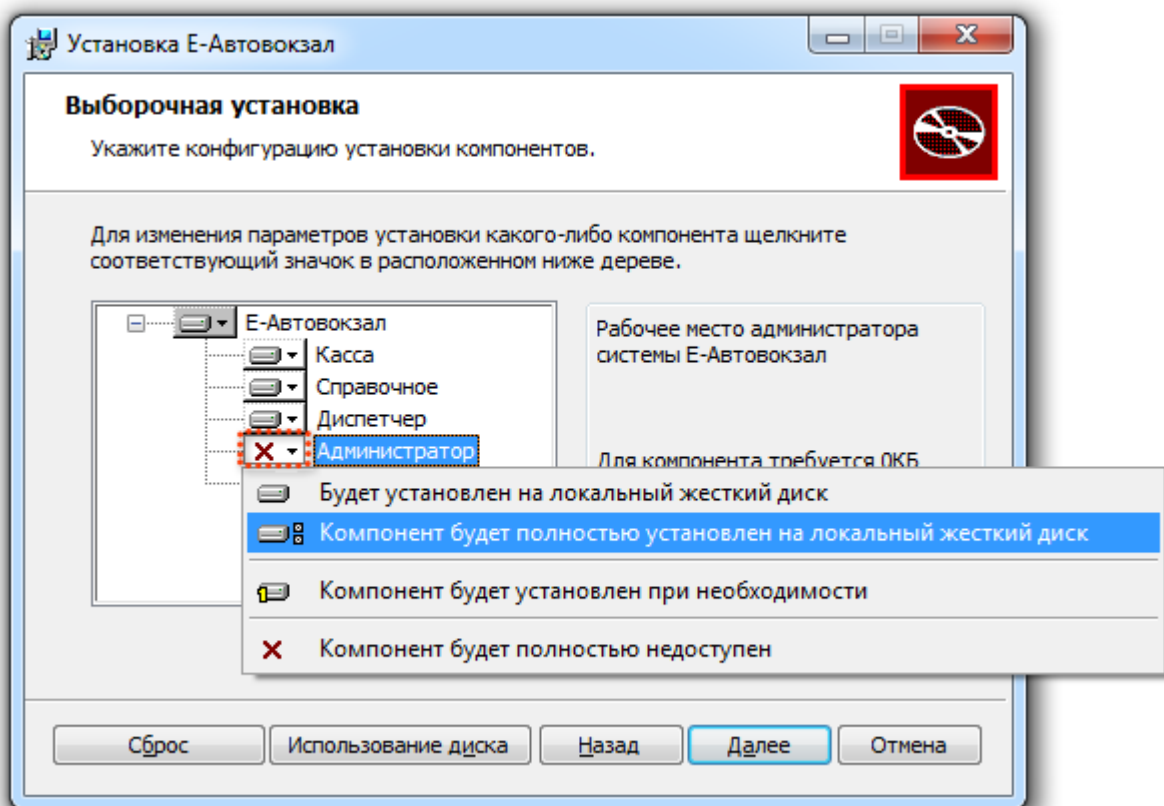 Установка Е-Автовокзал
Выборочная установка
Укажите конфигурацию установки компонентов.
Для изменения параметров установки какого-либо компонента щелкните
соответствующий значок в расположенном ниже дереве.
Е-Автовокзал
Касса
Справочное
Диспетчер
Администратор
Рабочее место администратора
системы Е-Автовокзал
Для компонента требуется 0КБ
Будет установлен на локальный жесткий диск
Компонент будет полностью установлен на локальный жесткий диск
Компонент будет установлен при необходимости
Компонент будет полностью недоступен
Сброс
Использование диска
Назад
Далее
Отмена